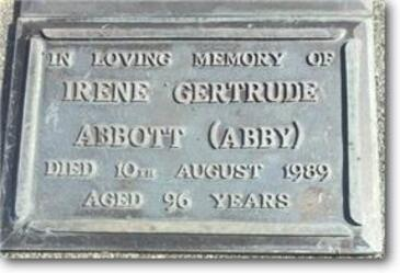 IN LOVING MEMORY OF
IRENE GERTRUDE
ABBOTT (ABBY)
DIED 10TH AUGUST 1989
AGED 96 YEARS